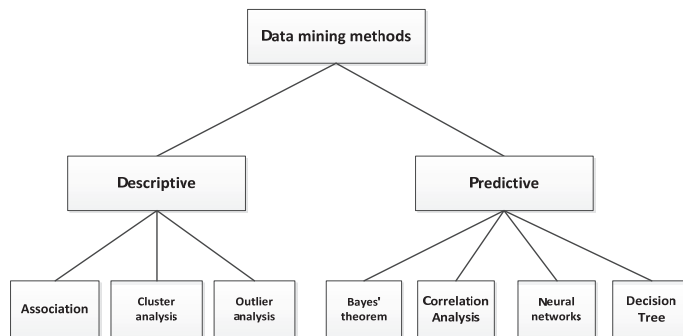 Data mining methods
Descriptive
Predictive
Association
Cluster
analysis
Outlier
analysis
Bayes'
theorem
Correlation
Analysis
Neural
networks
Decision
Tree